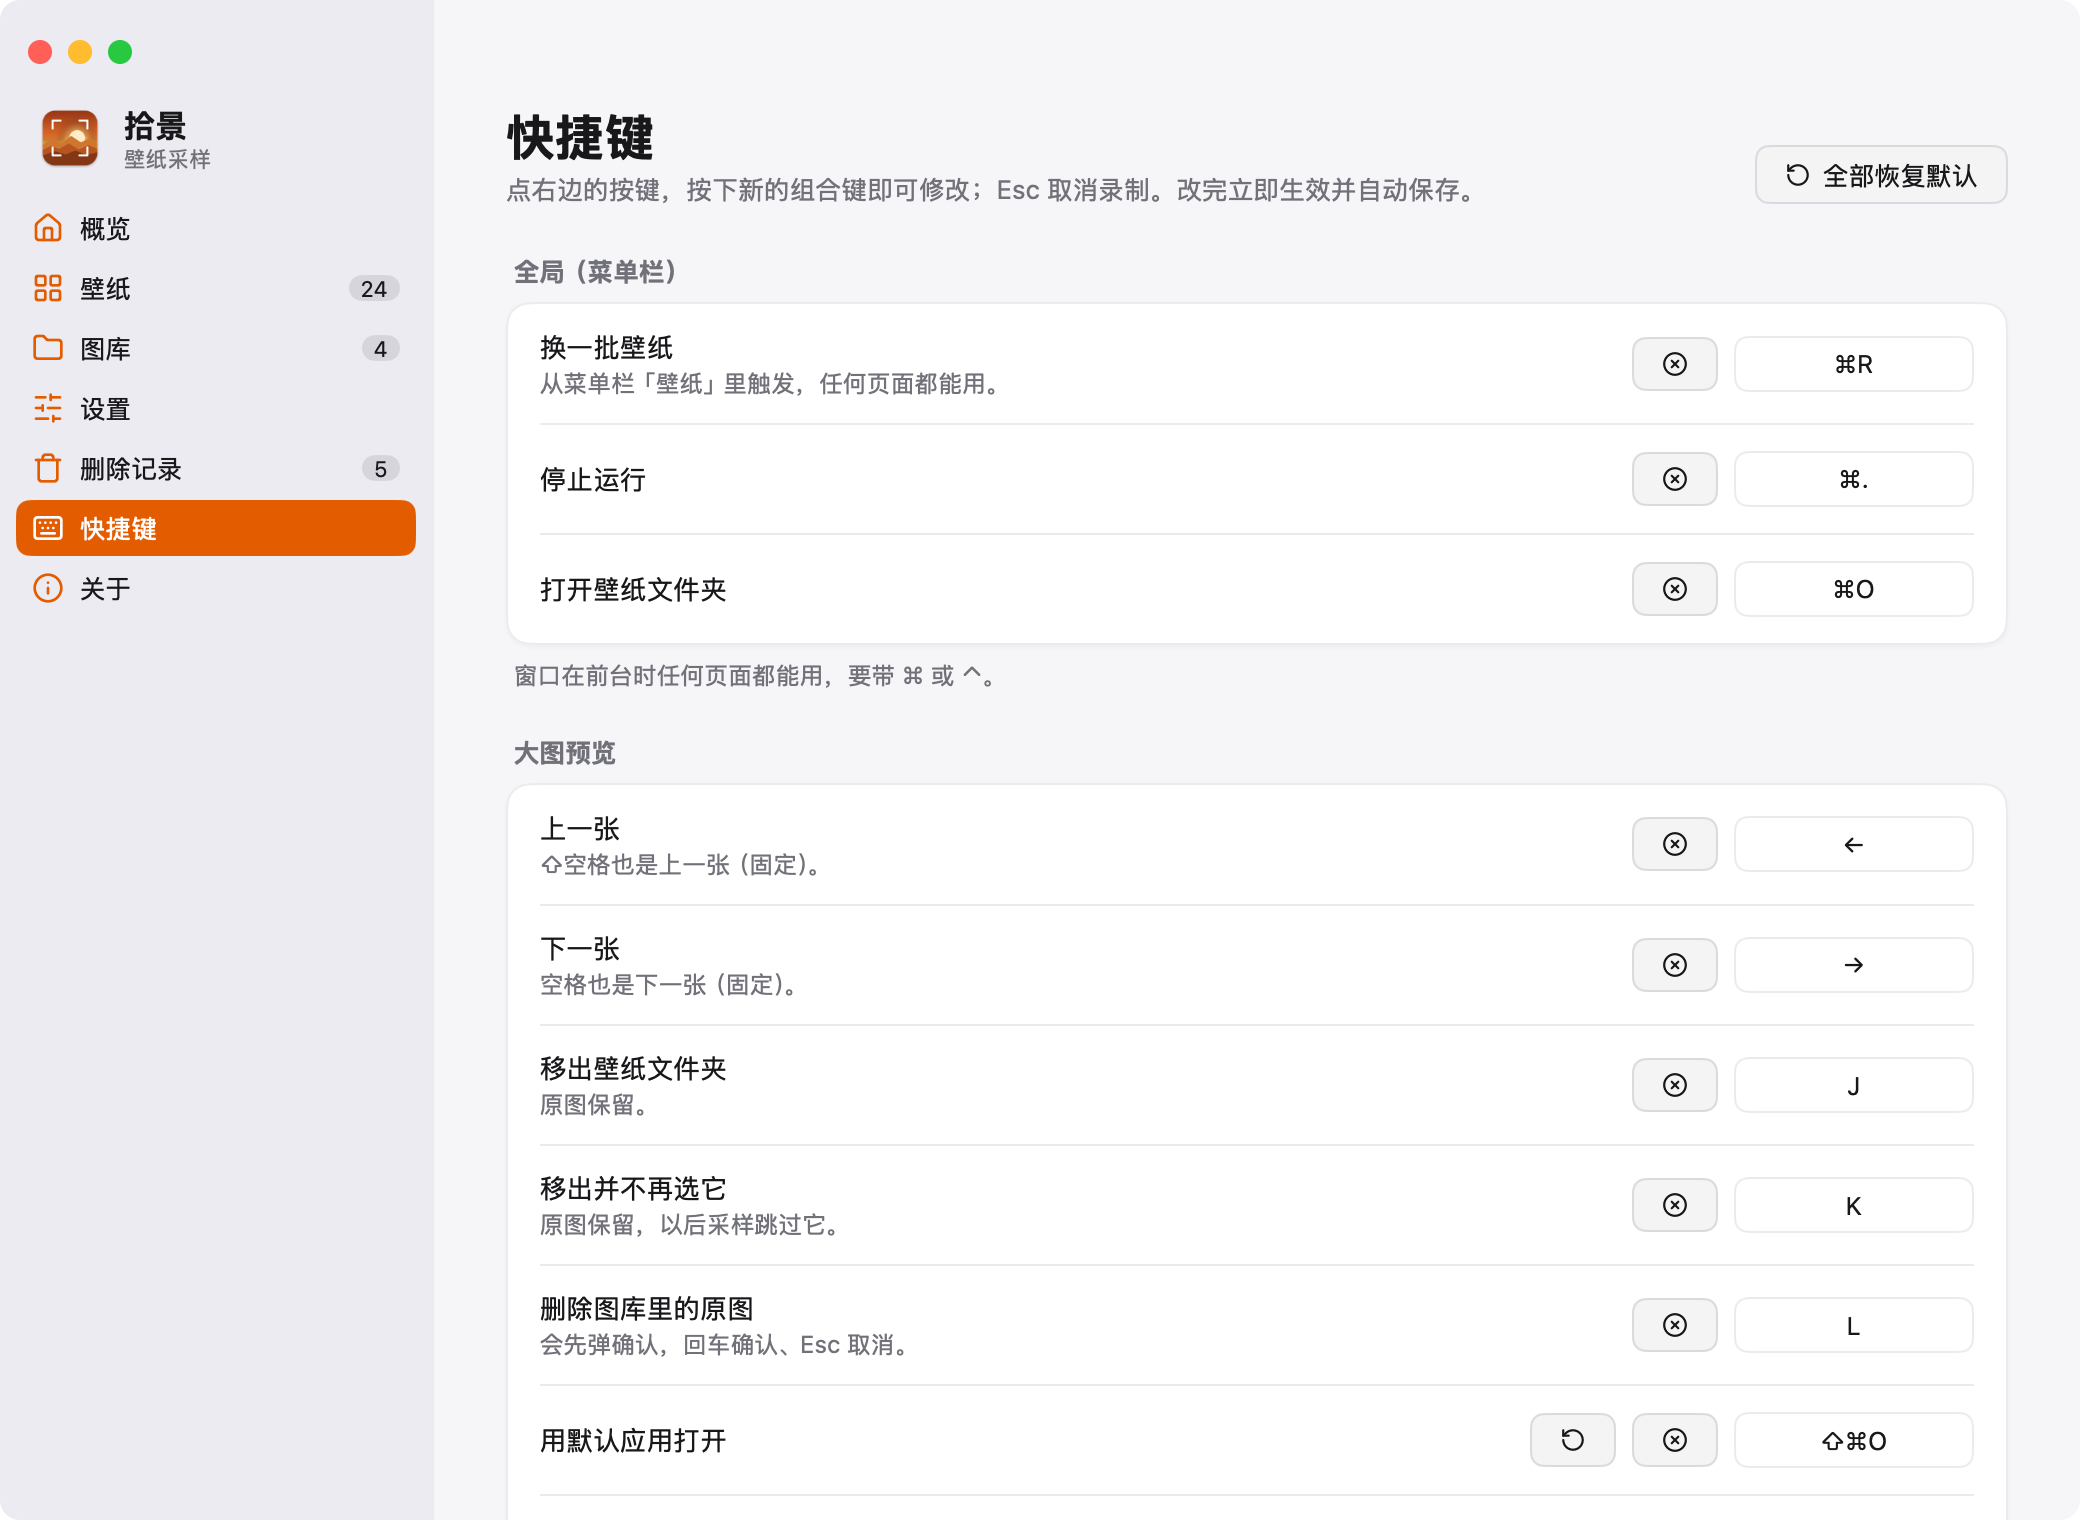 拾景
壁纸采样
概览
壁纸 24
图库 4
设置
删除记录 5
快捷键
关于
快捷键
点右边的按键，按下新的组合键即可修改；Esc 取消录制。改完立即生效并自动保存。
全部恢复默认
全局（菜单栏）
换一批壁纸
从菜单栏「壁纸」里触发，任何页面都能用。
⌘R
停止运行
⌘.
打开壁纸文件夹
⌘O
窗口在前台时任何页面都能用，要带 ⌘ 或 ⌃。
大图预览
上一张
⇧空格也是上一张（固定）。
←
下一张
空格也是下一张（固定）。
→
移出壁纸文件夹
原图保留。
J
移出并不再选它
原图保留，以后采样跳过它。
K
删除图库里的原图
会先弹确认，回车确认、Esc 取消。
L
用默认应用打开
⇧⌘O